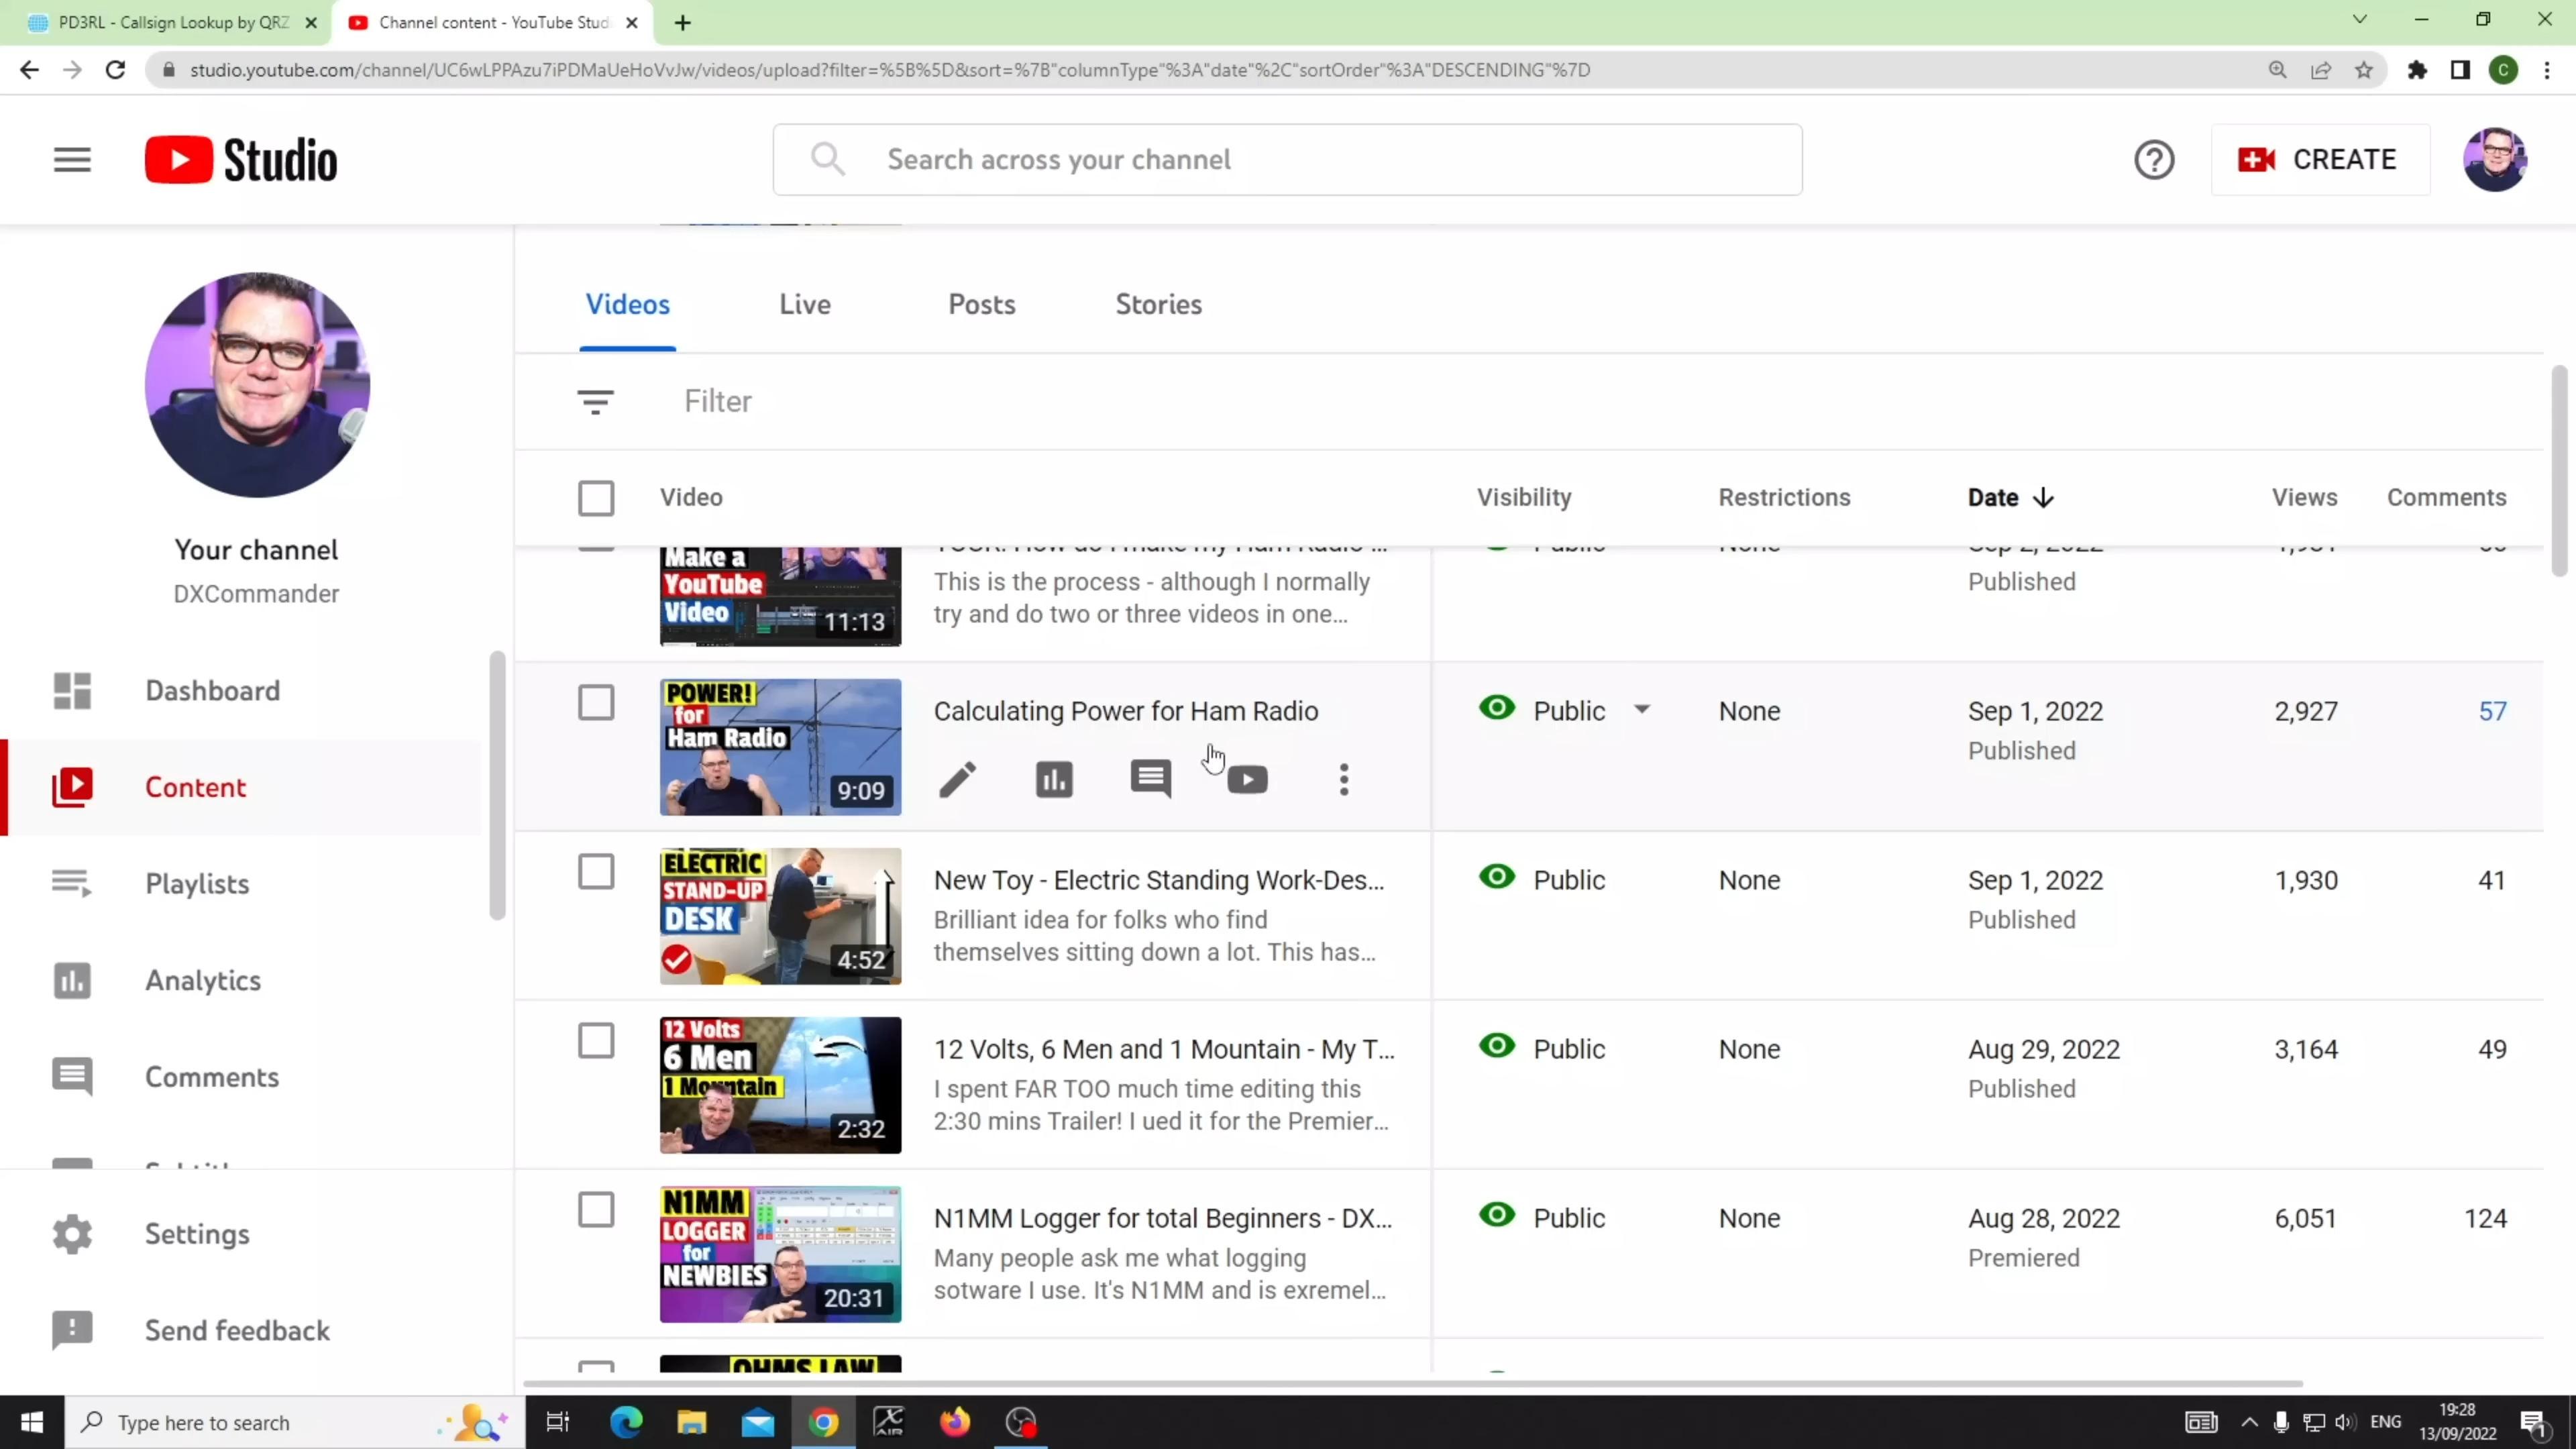 PD3RL - Callsign Lookup by QRZ
Channel content - YouTube Stud
studio.youtube.com/channel/UC6wLPPAzu7iPDMaUeHoVvJw/videos/upload?filter=%5B%5D&sort=%7B"columnType"%3A"date"%2C"sortOrder"%3A"DESCENDING"%7D
C
Studio
Search across your channel
CREATE
Your channel
DXCommander
Dashboard
Content
Playlists
Analytics
Comments
Settings
Send feedback
Videos
Live
Posts
Stories
Filter
Video
Visibility
Restrictions
Date
Views
Comments
Make a
YouTube
Video
11:13
This is the process - although I normally
try and do two or three videos in one...
Published
POWER!
for
Ham Radio
9:09
Calculating Power for Ham Radio
Public
None
Sep 1, 2022
Published
2,927
57
ELECTRIC
STAND-UP
DESK
4:52
New Toy - Electric Standing Work-Des...
Brilliant idea for folks who find
themselves sitting down a lot. This has...
Public
None
Sep 1, 2022
Published
1,930
41
12 Volts
6 Men
1 Mountain
2:32
12 Volts, 6 Men and 1 Mountain - My T...
I spent FAR TOO much time editing this
2:30 mins Trailer! I ued it for the Premier...
Public
None
Aug 29, 2022
Published
3,164
49
N1MM
LOGGER
for
NEWBIES
20:31
N1MM Logger for total Beginners - DX...
Many people ask me what logging
sotware I use. It's N1MM and is exremel...
Public
None
Aug 28, 2022
Premiered
6,051
124
OHMS LAW
Type here to search
X AIR
ENG
19:28
13/09/2022
1